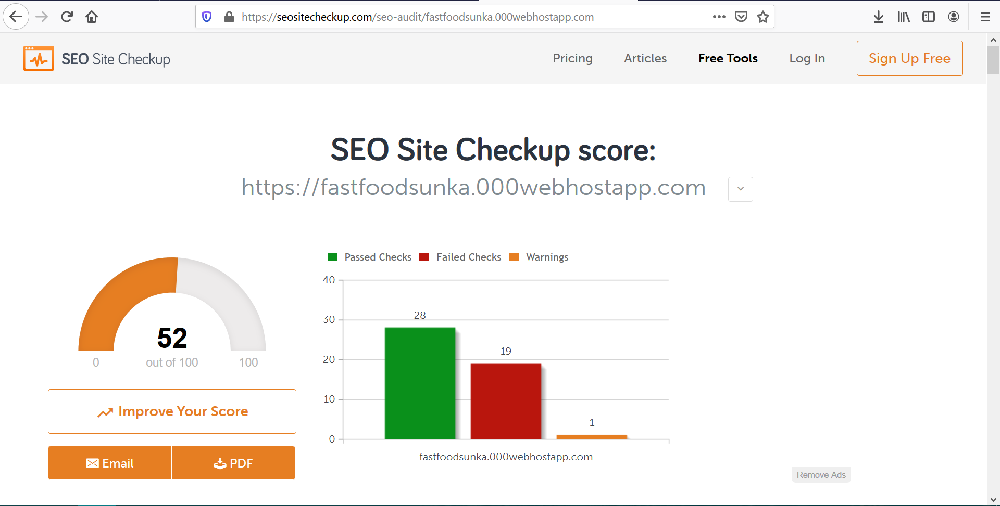 https://seositecheckup.com/seo-audit/fastfoodsunka.000webhostapp.com
SEO Site Checkup
Pricing
Articles
Free Tools
Log In
Sign Up Free
SEO Site Checkup score:
https://fastfoodsunka.000webhostapp.com
52
0
out of 100
100
Improve Your Score
Email
PDF
Passed Checks
Failed Checks
Warnings
40
30
20
10
0
28
19
1
fastfoodsunka.000webhostapp.com
Remove Ads